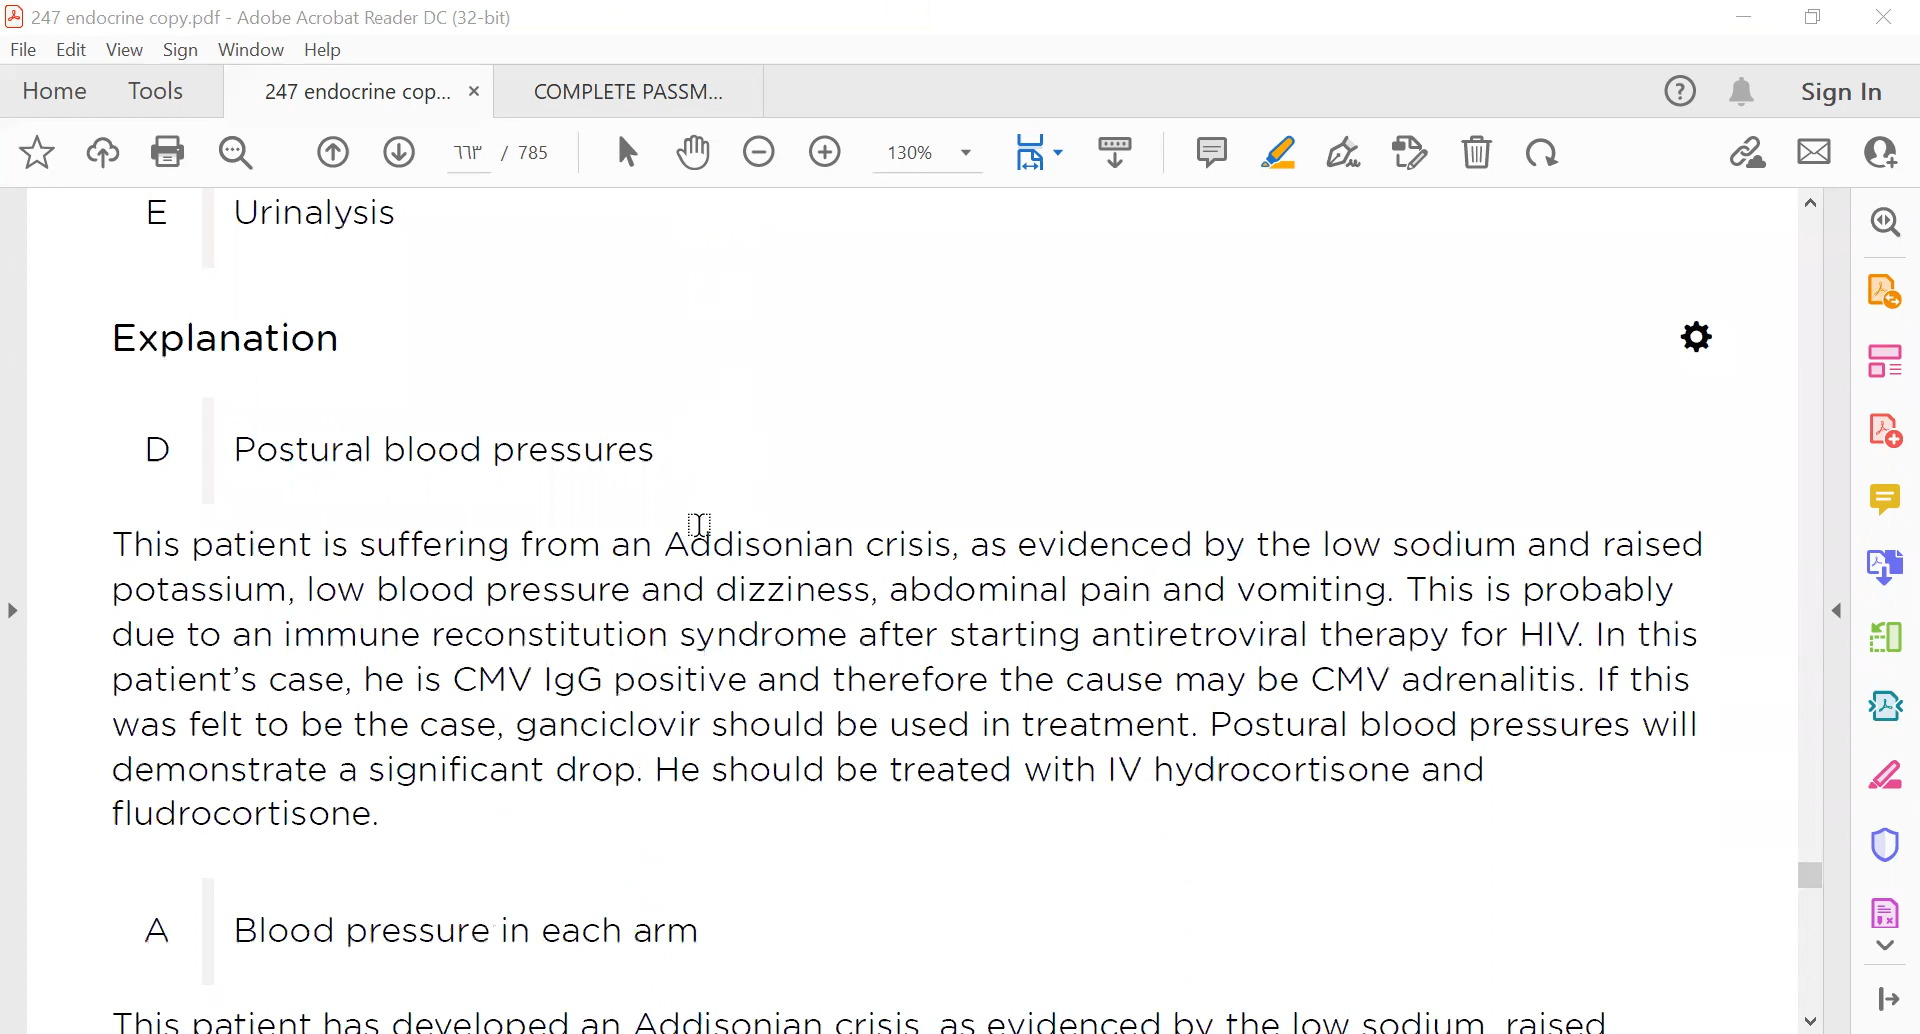 247 endocrine copy.pdf - Adobe Acrobat Reader DC (32-bit)
File Edit View Sign Window Help
Home Tools 247 endocrine cop... × COMPLETE PASSM... Sign In
٦٦٣ / 785 130%
E Urinalysis
Explanation
D Postural blood pressures
This patient is suffering from an Addisonian crisis, as evidenced by the low sodium and raised
potassium, low blood pressure and dizziness, abdominal pain and vomiting. This is probably
due to an immune reconstitution syndrome after starting antiretroviral therapy for HIV. In this
patient’s case, he is CMV IgG positive and therefore the cause may be CMV adrenalitis. If this
was felt to be the case, ganciclovir should be used in treatment. Postural blood pressures will
demonstrate a significant drop. He should be treated with IV hydrocortisone and
fludrocortisone.
A Blood pressure in each arm
This patient has developed an Addisonian crisis, as evidenced by the low sodium, raised